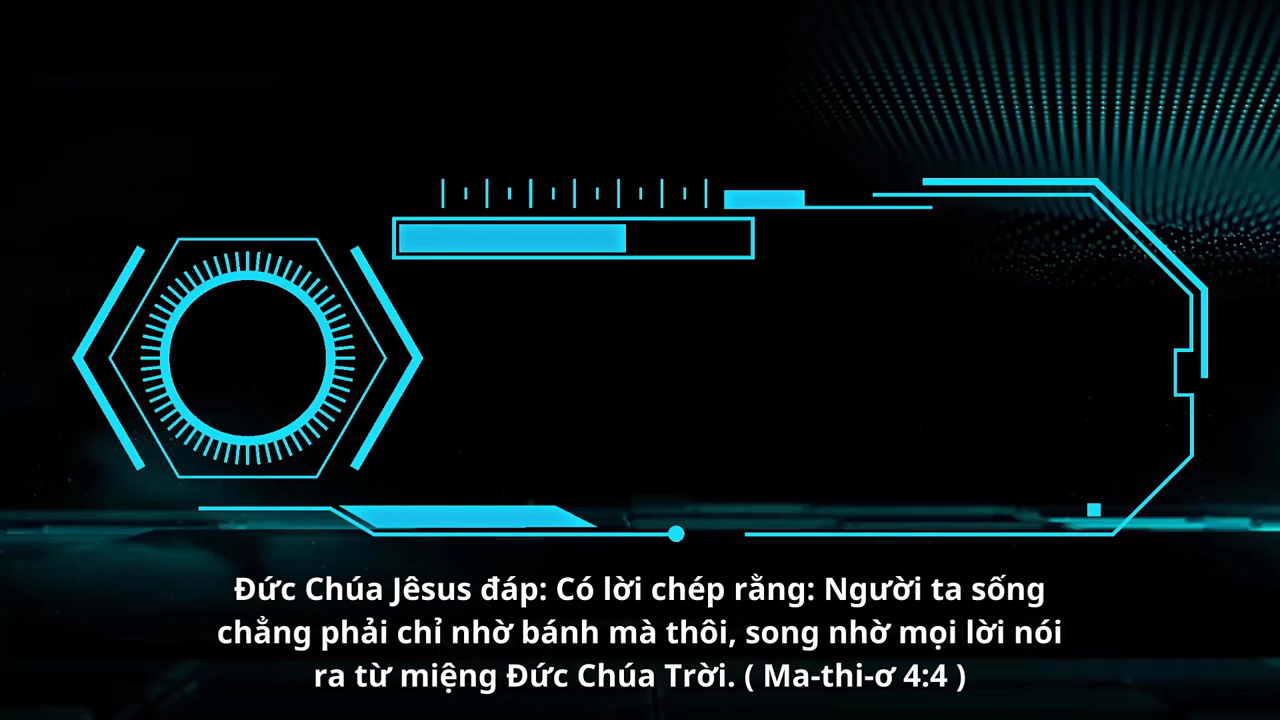 Đức Chúa Jêsus đáp: Có lời chép rằng: Người ta sống
chẳng phải chỉ nhờ bánh mà thôi, song nhờ mọi lời nói
ra từ miệng Đức Chúa Trời. ( Ma-thi-ơ 4:4 )